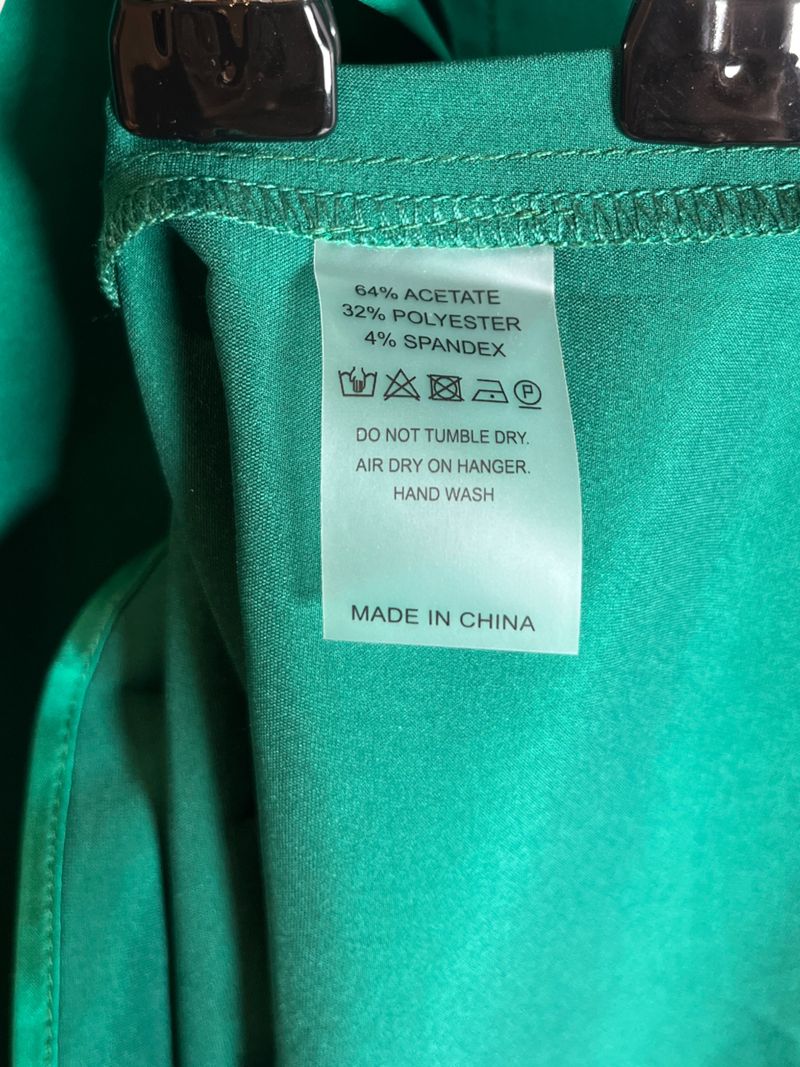 64% ACETATE
32% POLYESTER
4% SPANDEX
P
DO NOT TUMBLE DRY.
AIR DRY ON HANGER.
HAND WASH
MADE IN CHINA